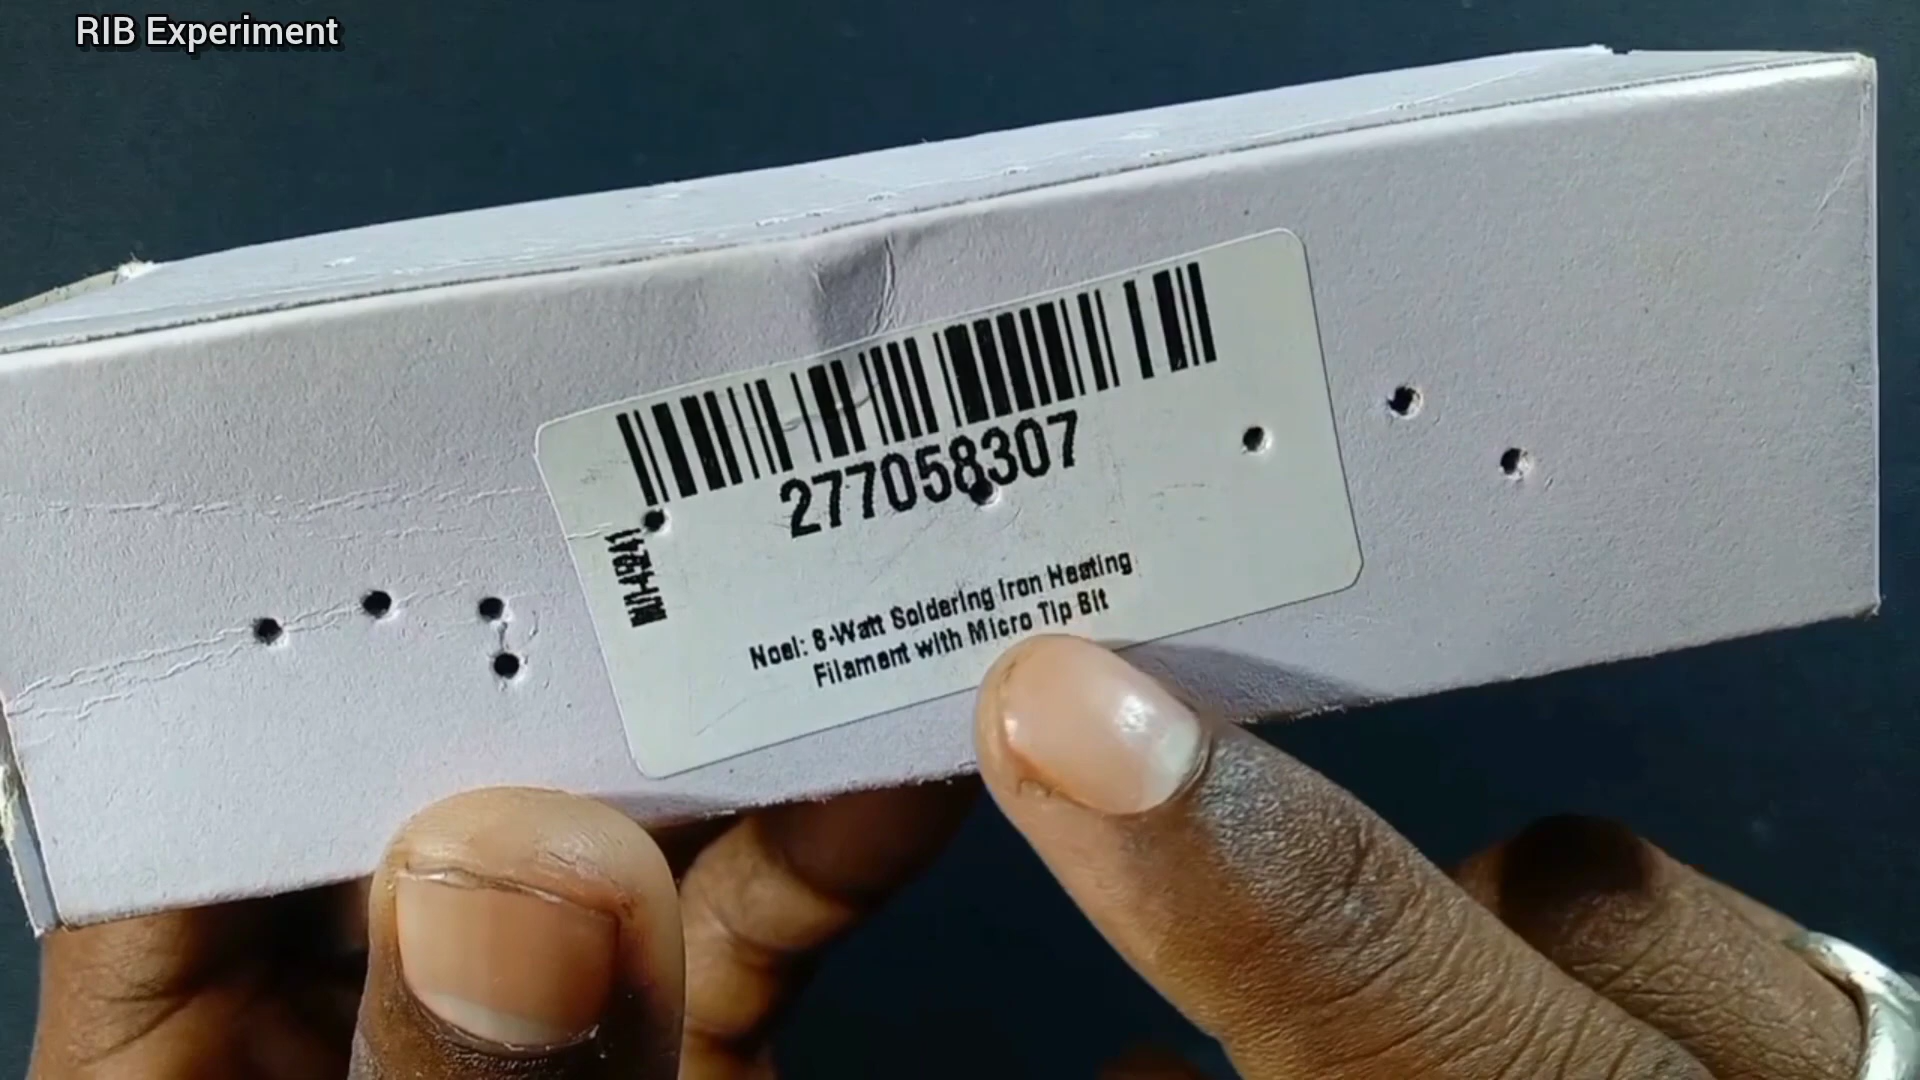 RIB Experiment
277058307
Noel: 8-Watt Soldering Iron Heating
Filament with Micro Tip Bit